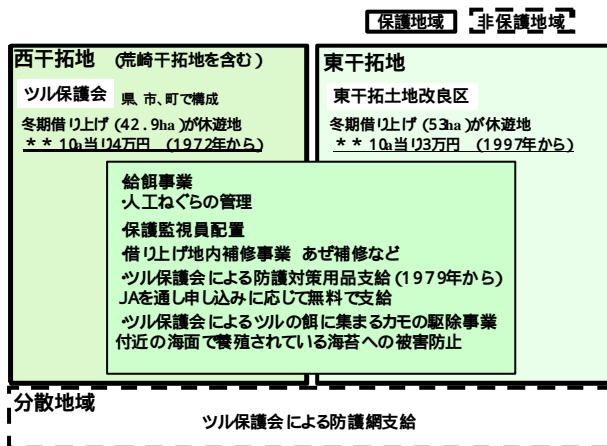 保護地域 非保護地域
西干拓地 (荒崎干拓地を含む)
ツル保護会 県、市、町で構成
冬期借り上げ (42.9ha)が休遊地
**10a当り4万円 (1972年から)
東干拓地
東干拓土地改良区
冬期借り上げ (53ha)が休遊地
**10a当り3万円 (1997年から)
・給餌事業
・人工ねぐらの管理
・保護監視員配置
・借り上げ地内補修事業 あぜ補修など
・ツル保護会による防護対策用品支給 (1979年から)
JAを通し申し込みに応じて無料で支給
・ツル保護会によるツルの餌に集まるカモの駆除事業
付近の海面で養殖されている海苔への被害防止
分散地域
ツル保護会による防護網支給